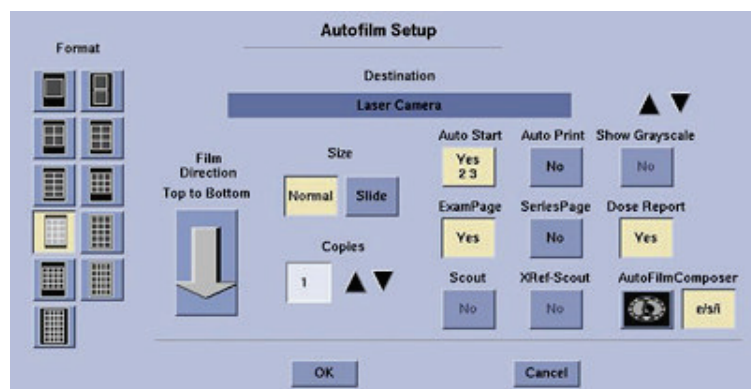 Autofilm Setup
Format
Destination
Laser Camera
Auto Start
Auto Print
Show Grayscale
Film
Direction
Top to Bottom
Size
Yes
2 3
No
No
Normal
Slide
ExamPage
SeriesPage
Dose Report
Yes
No
Yes
Copies
1
Scout
XRef-Scout
AutoFilmComposer
No
No
e/s/i
OK
Cancel